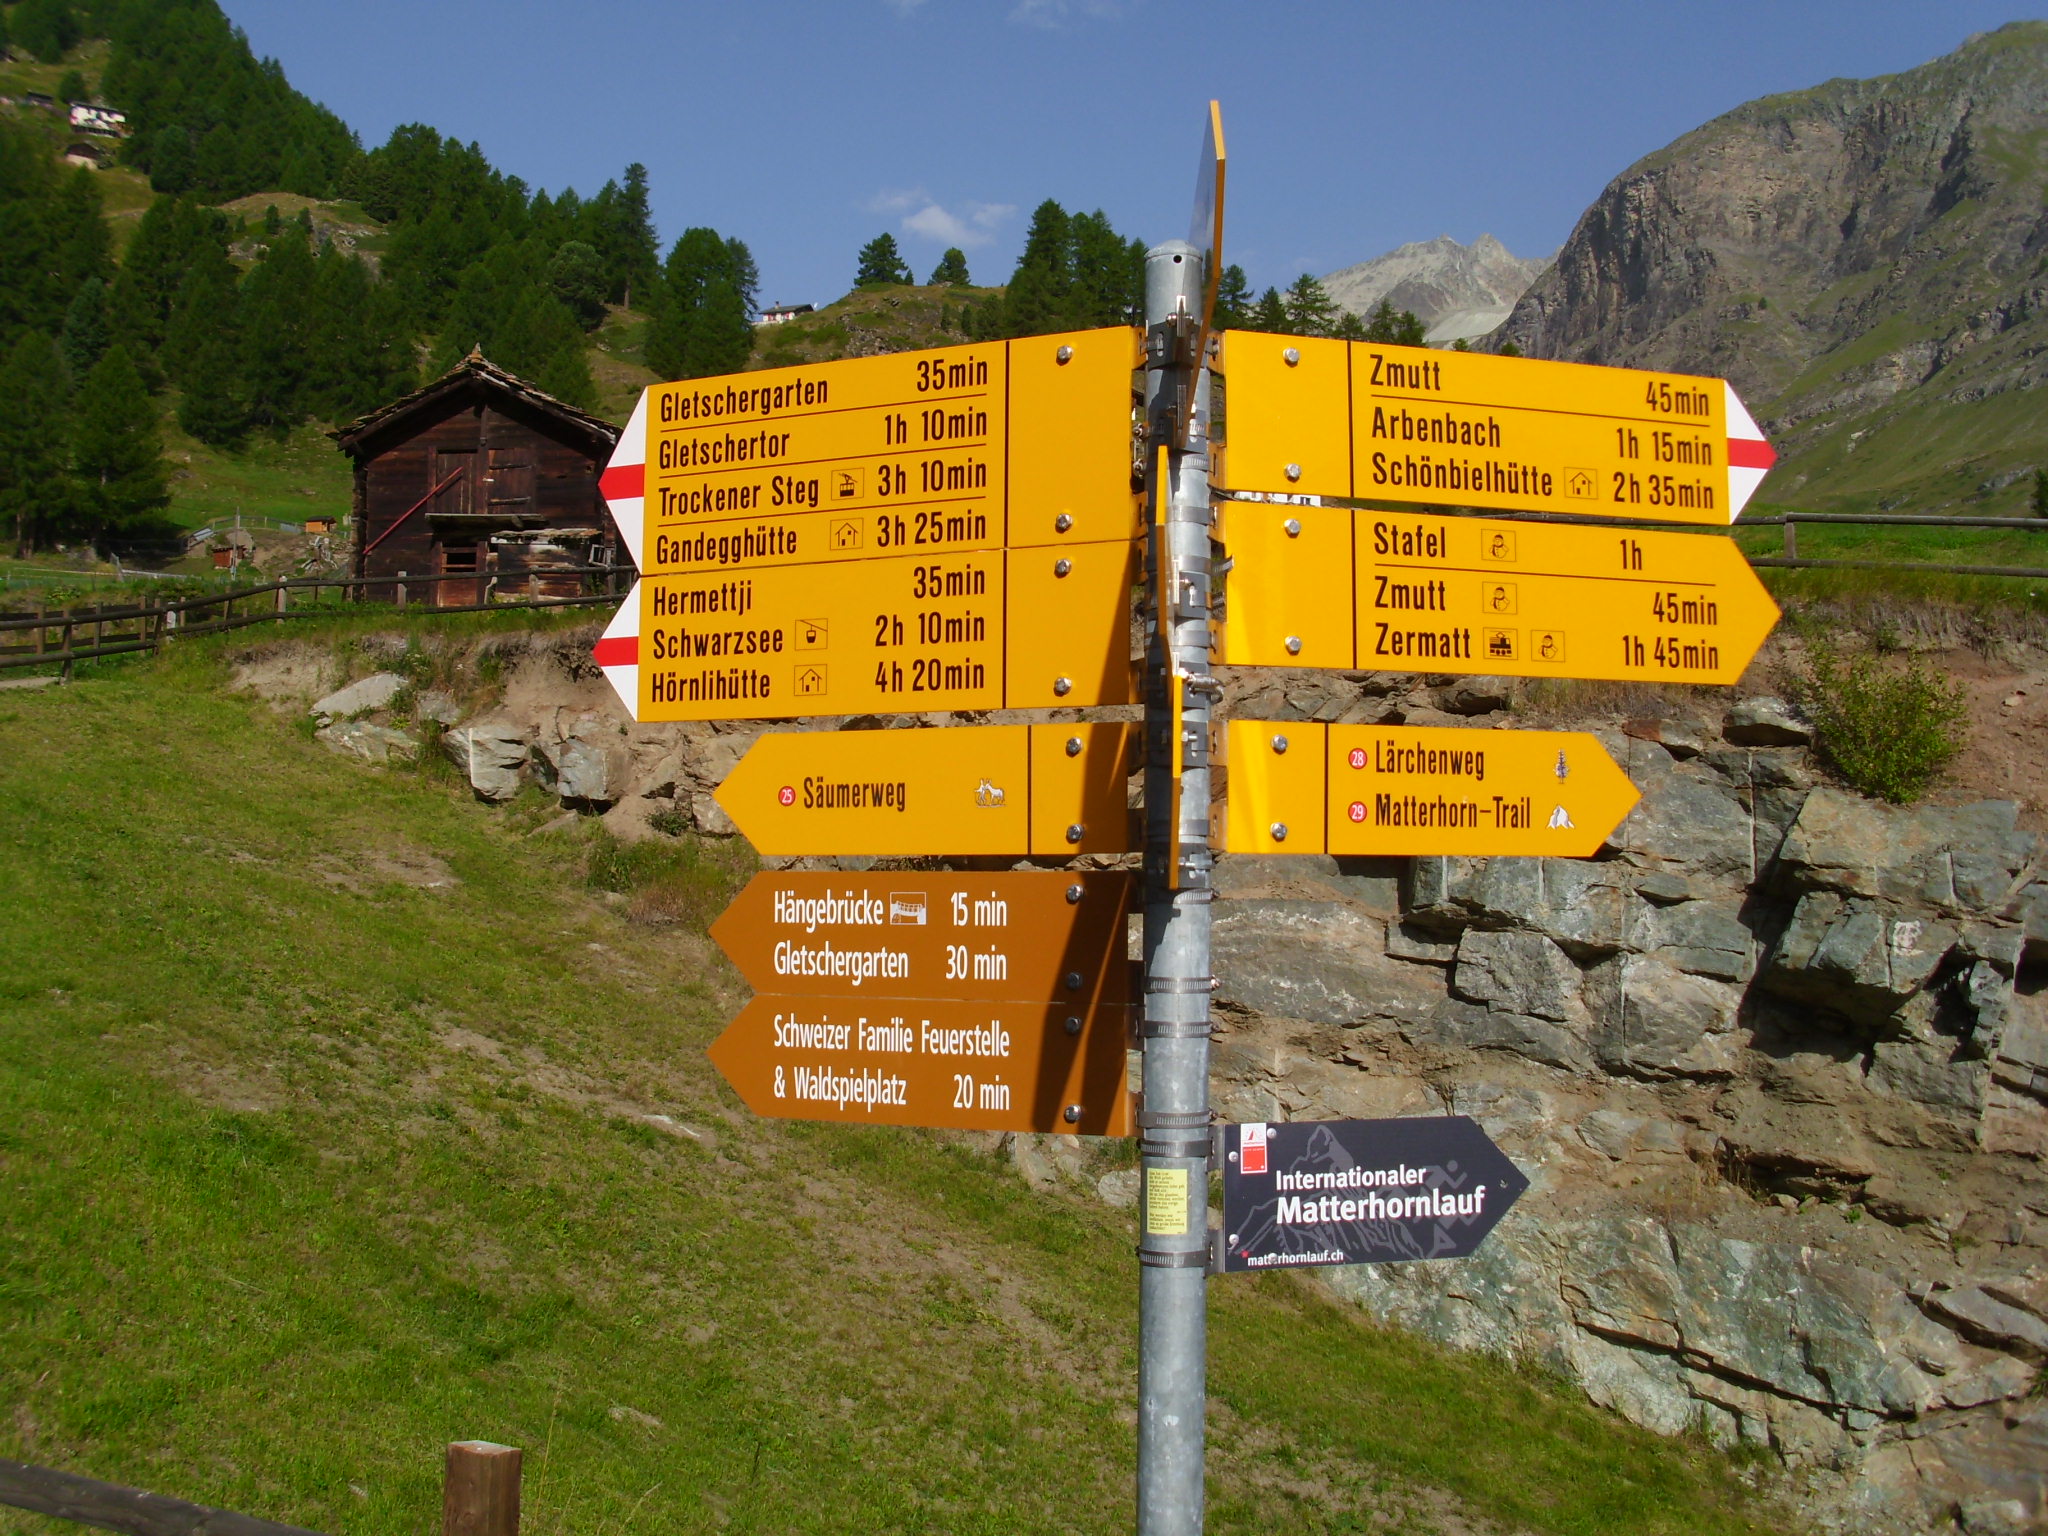 Gletschergarten 35min
Gletschertor 1h 10min
Trockener Steg 3h 10min
Gandegghütte 3h 25min
Hermettji 35min
Schwarzsee 2h 10min
Hörnlihütte 4h 20min
25 Säumerweg
Hängebrücke 15 min
Gletschergarten 30 min
Schweizer Familie Feuerstelle
& Waldspielplatz 20 min
Zmutt 45min
Arbenbach 1h 15min
Schönbielhütte 2h 35min
Stafel 1h
Zmutt 45min
Zermatt 1h 45min
28 Lärchenweg
29 Matterhorn-Trail
Internationaler
Matterhornlauf
matterhornlauf.ch